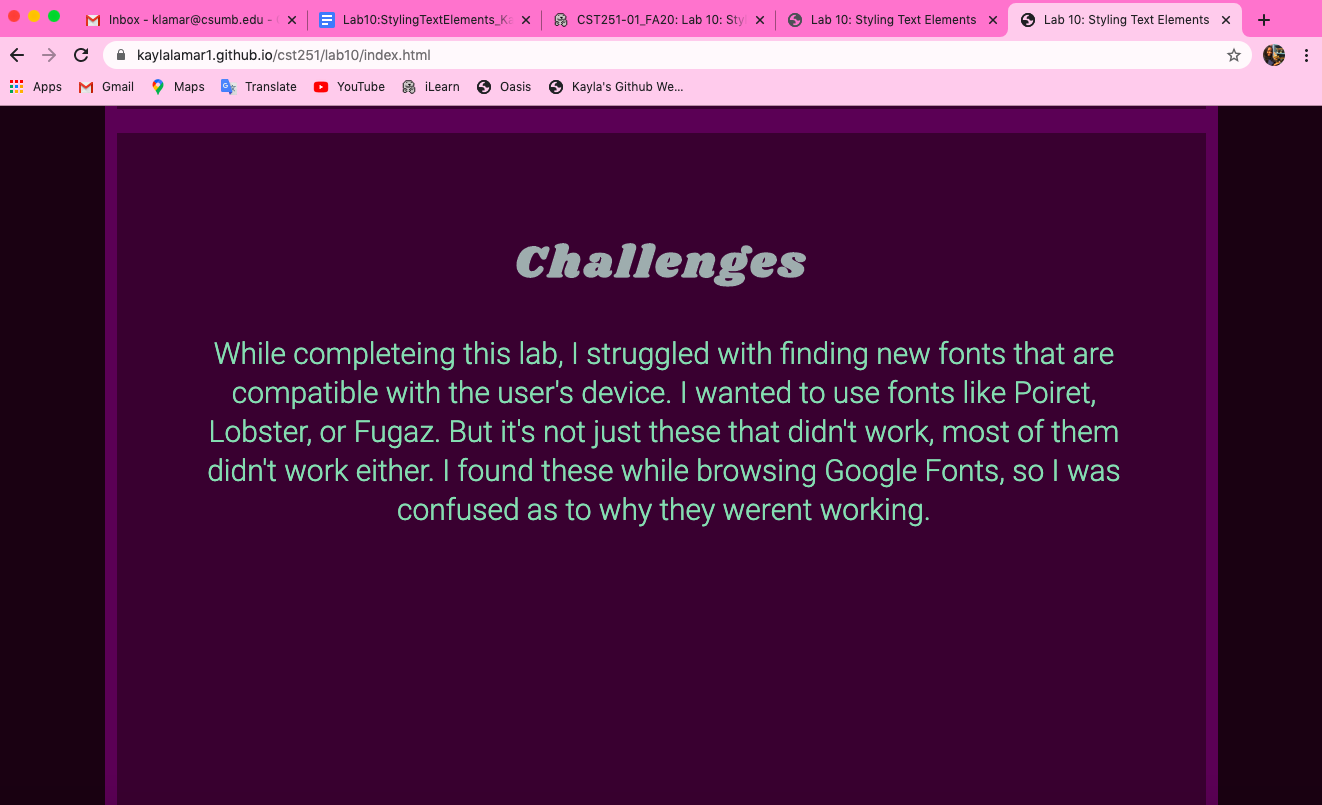 Inbox - klamar@csumb.edu -
Lab10:StylingTextElements_Ka
CST251-01_FA20: Lab 10: Sty
Lab 10: Styling Text Elements
Lab 10: Styling Text Elements
kaylalamar1.github.io/cst251/lab10/index.html
Apps Gmail Maps Translate YouTube iLearn Oasis Kayla's Github We...
Challenges
While completeing this lab, I struggled with finding new fonts that are
compatible with the user's device. I wanted to use fonts like Poiret,
Lobster, or Fugaz. But it's not just these that didn't work, most of them
didn't work either. I found these while browsing Google Fonts, so I was
confused as to why they werent working.